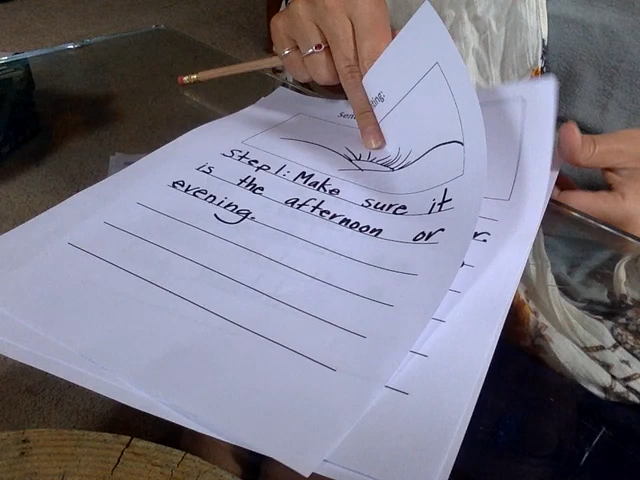 Step 1: Make sure it
is the afternoon or
evening.
r.